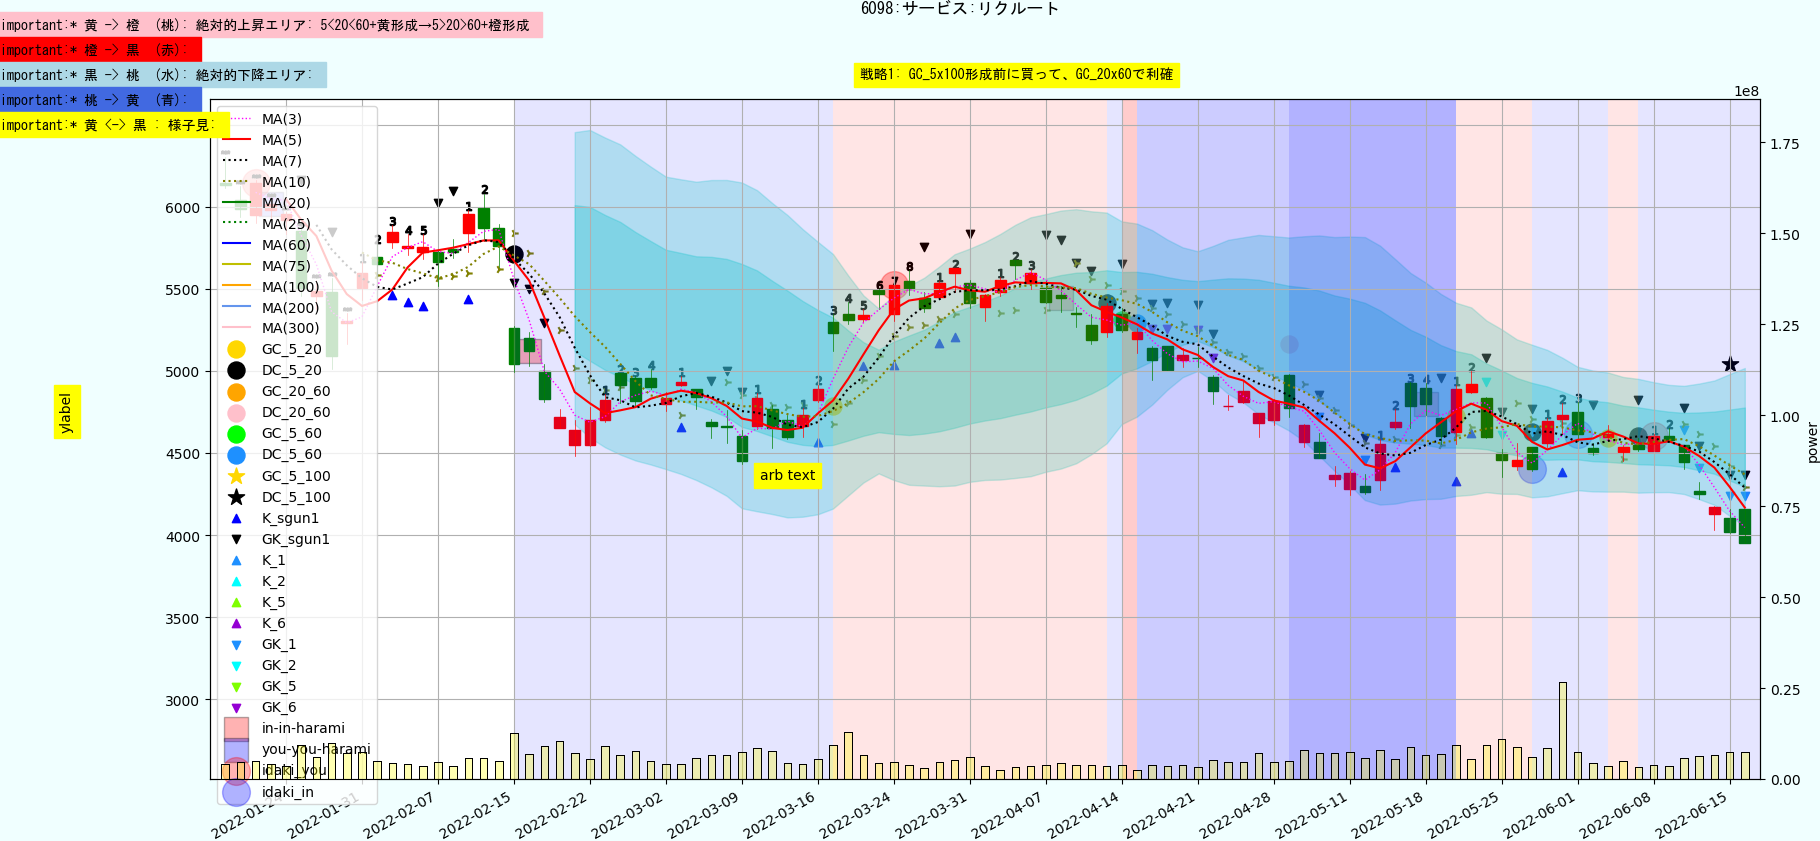 6098:サービス:リクルート
important:* 黄 -> 橙 (桃): 絶対的上昇エリア: 5<20<60+黄形成→5>20>60+橙形成
important:* 橙 -> 黒 (赤):
important:* 黒 -> 桃 (水): 絶対的下降エリア:
戦略1: GC_5x100形成前に買って、GC_20x60で利確
important:* 桃 -> 黄 (青):
important:* 黄 <-> 黒 : 様子見:
1e8
MA(3)
MA(5)
MA(7)
MA(10)
MA(20)
MA(25)
MA(60)
MA(75)
MA(100)
MA(200)
MA(300)
GC_5_20
DC_5_20
GC_20_60
DC_20_60
GC_5_60
DC_5_60
GC_5_100
DC_5_100
K_sgun1
GK_sgun1
K_1
K_2
K_5
K_6
GK_1
GK_2
GK_5
GK_6
in-in-harami
you-you-harami
idaki_you
idaki_in
6000
5500
5000
4500
4000
3500
3000
ylabel
arb text
1.75
1.50
1.25
1.00
0.75
0.50
0.25
0.00
power
2022-01-24
2022-01-31
2022-02-07
2022-02-15
2022-02-22
2022-03-02
2022-03-09
2022-03-16
2022-03-24
2022-03-31
2022-04-07
2022-04-14
2022-04-21
2022-04-28
2022-05-11
2022-05-18
2022-05-25
2022-06-01
2022-06-08
2022-06-15